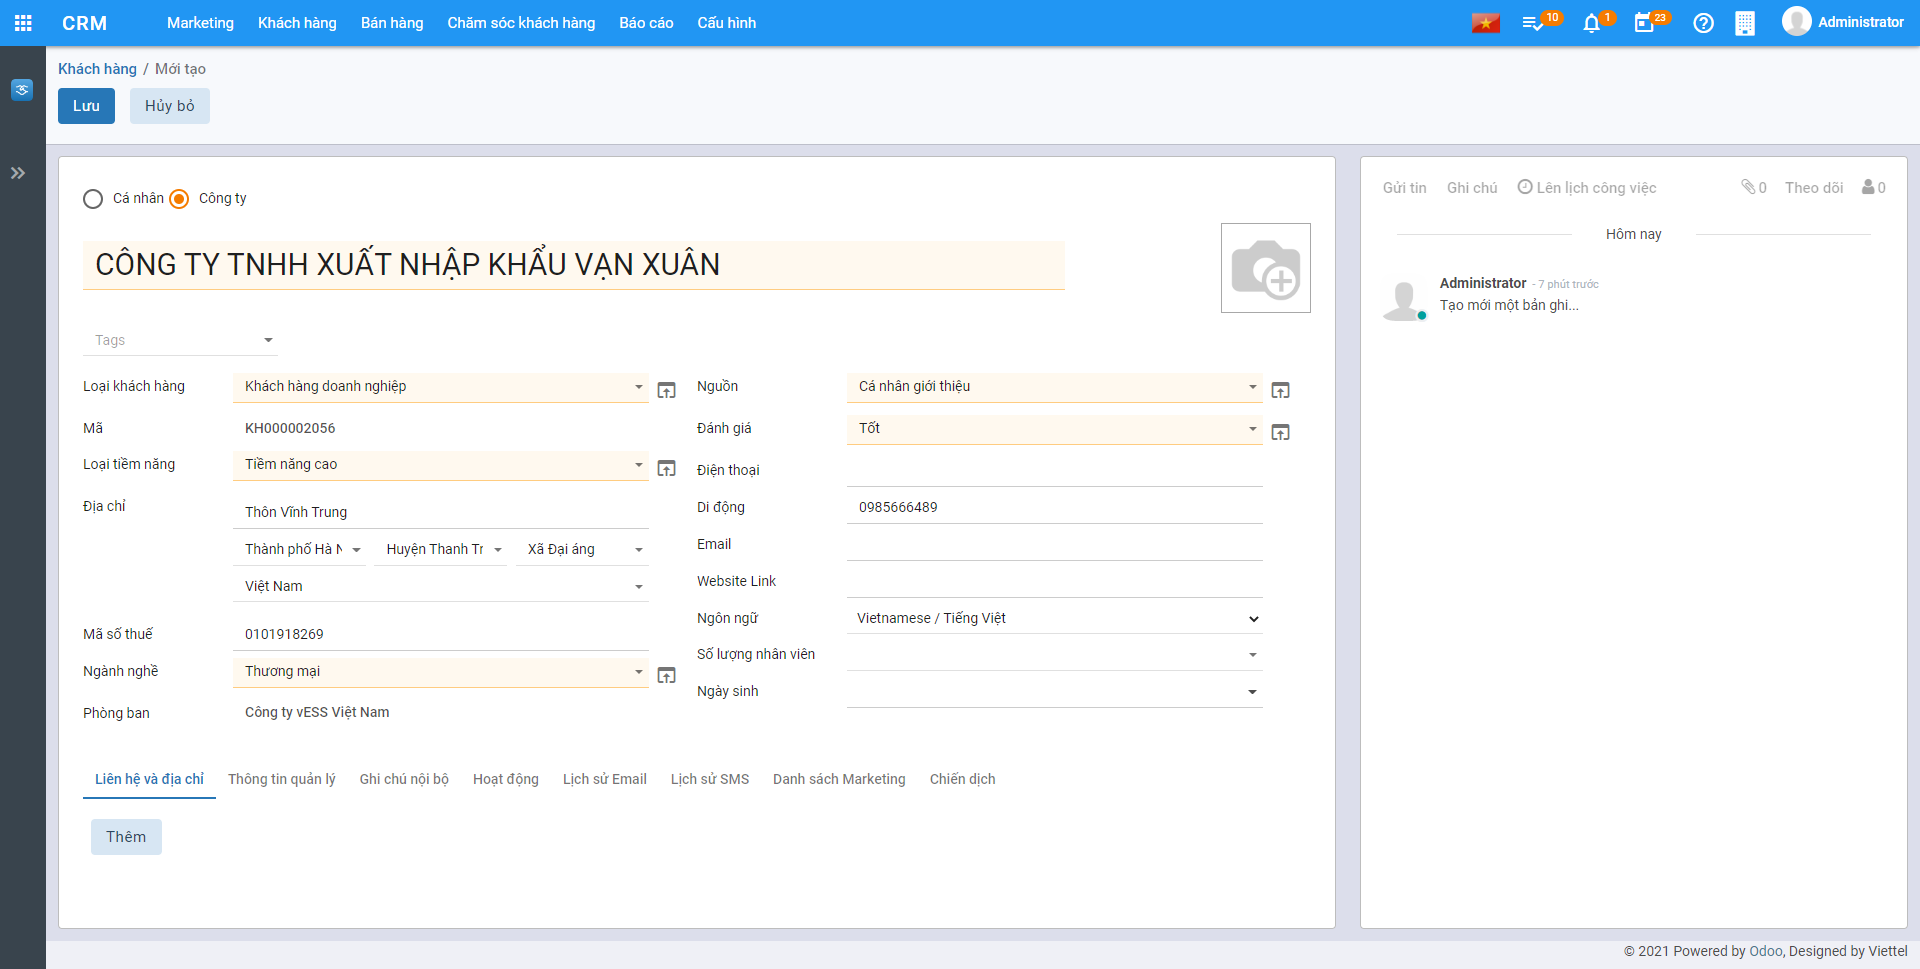 CRM Marketing Khách hàng Bán hàng Chăm sóc khách hàng Báo cáo Cấu hình 10 1 23 Administrator
Khách hàng / Mới tạo
Lưu Hủy bỏ
Cá nhân Công ty
CÔNG TY TNHH XUẤT NHẬP KHẨU VẠN XUÂN
Tags
Loại khách hàng Khách hàng doanh nghiệp
Mã KH000002056
Loại tiềm năng Tiềm năng cao
Địa chỉ Thôn Vĩnh Trung
Thành phố Hà N Huyện Thanh Tr Xã Đại áng
Việt Nam
Mã số thuế 0101918269
Ngành nghề Thương mại
Phòng ban Công ty vESS Việt Nam
Nguồn Cá nhân giới thiệu
Đánh giá Tốt
Điện thoại
Di động 0985666489
Email
Website Link
Ngôn ngữ Vietnamese / Tiếng Việt
Số lượng nhân viên
Ngày sinh
Liên hệ và địa chỉ Thông tin quản lý Ghi chú nội bộ Hoạt động Lịch sử Email Lịch sử SMS Danh sách Marketing Chiến dịch
Thêm
Gửi tin Ghi chú Lên lịch công việc 0 Theo dõi 0
Hôm nay
Administrator - 7 phút trước
Tạo mới một bản ghi...
© 2021 Powered by Odoo, Designed by Viettel